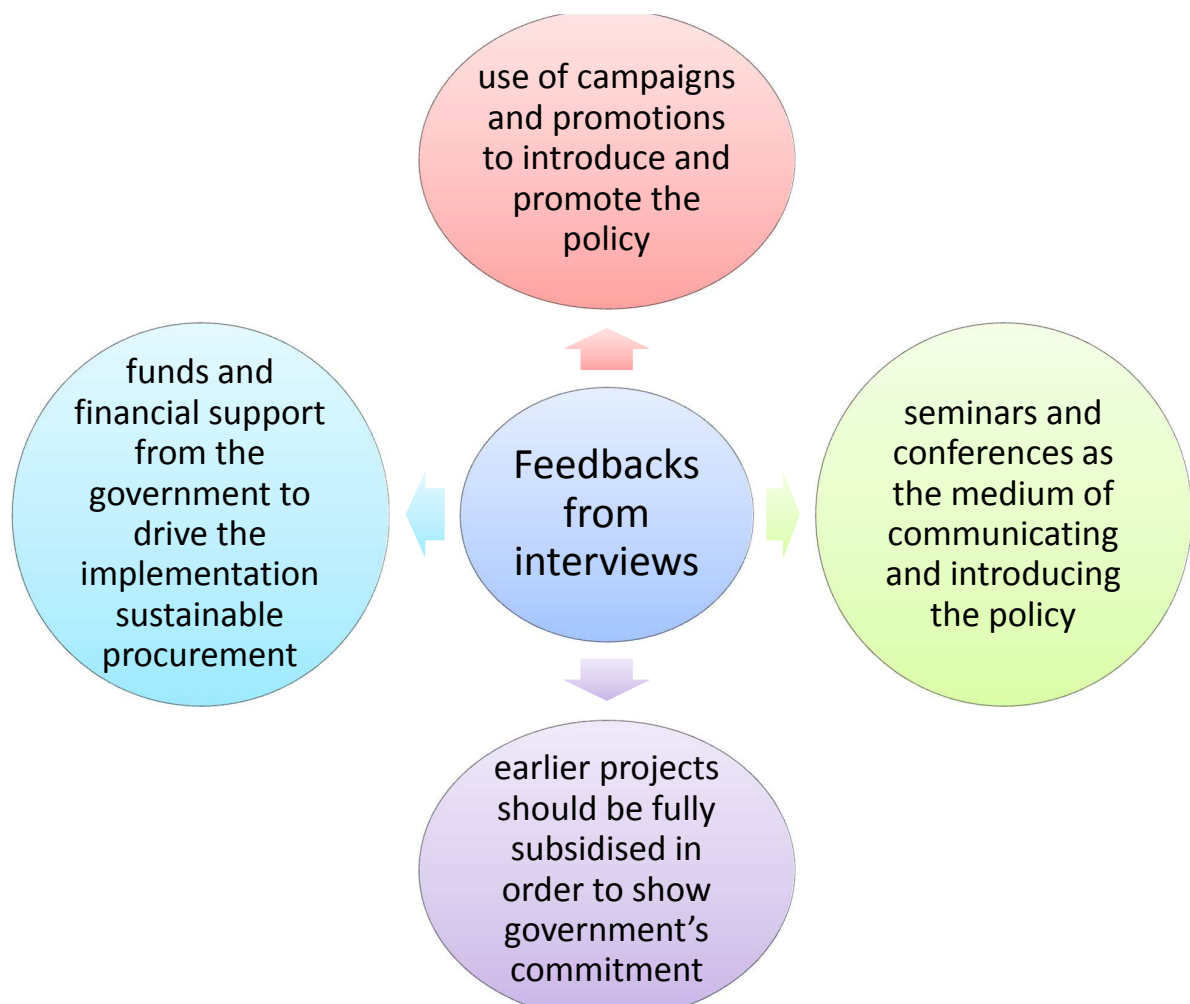 use of campaigns
and promotions
to introduce and
promote the
policy
funds and
financial support
from the
government to
drive the
implementation
sustainable
procurement
Feedbacks
from
interviews
seminars and
conferences as
the medium of
communicating
and introducing
the policy
earlier projects
should be fully
subsidised in
order to show
government’s
commitment